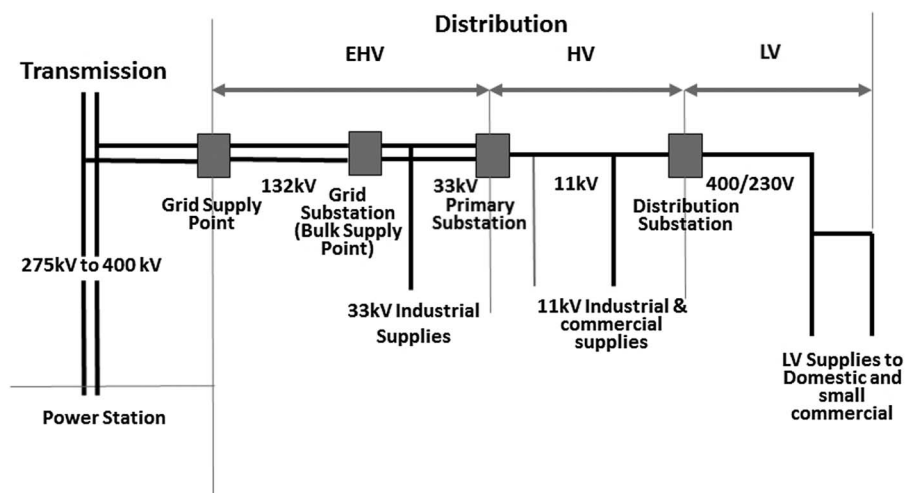 Distribution
EHV
HV
LV
Transmission
132kV
33kV
11kV
400/230V
Grid Supply
Point
Grid
Substation
(Bulk Supply
Point)
Primary
Substation
Distribution
Substation
275kV to 400 kV
33kV Industrial
Supplies
11kV Industrial &
commercial
supplies
LV Supplies to
Domestic and
small
commercial
Power Station